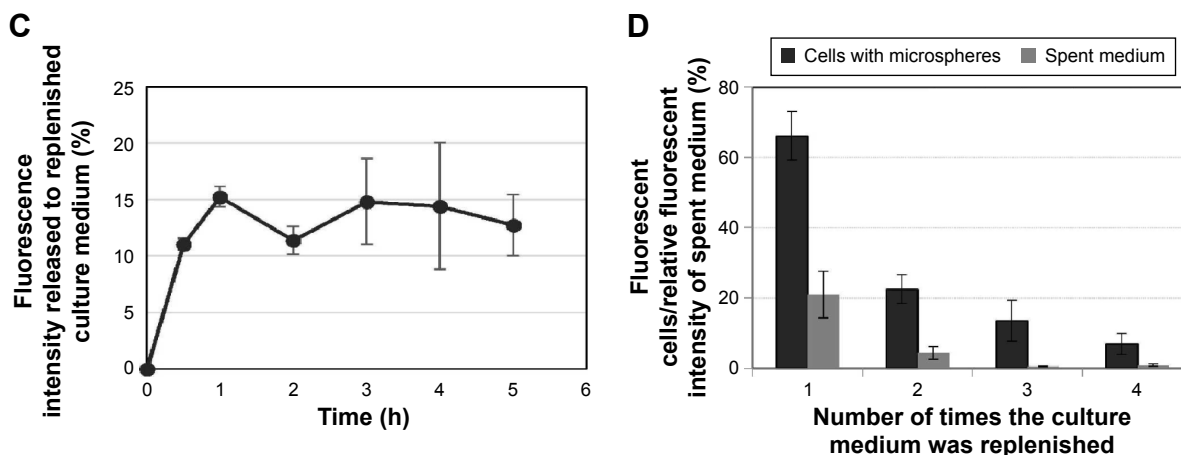 C
Fluorescence
intensity released to replenished
culture medium (%)
25
20
15
10
5
0
0 1 2 3 4 5 6
Time (h)
D
Cells with microspheres Spent medium
Fluorescent
cells/relative fluorescent
intensity of spent medium (%)
80
60
40
20
0
1 2 3 4
Number of times the culture
medium was replenished